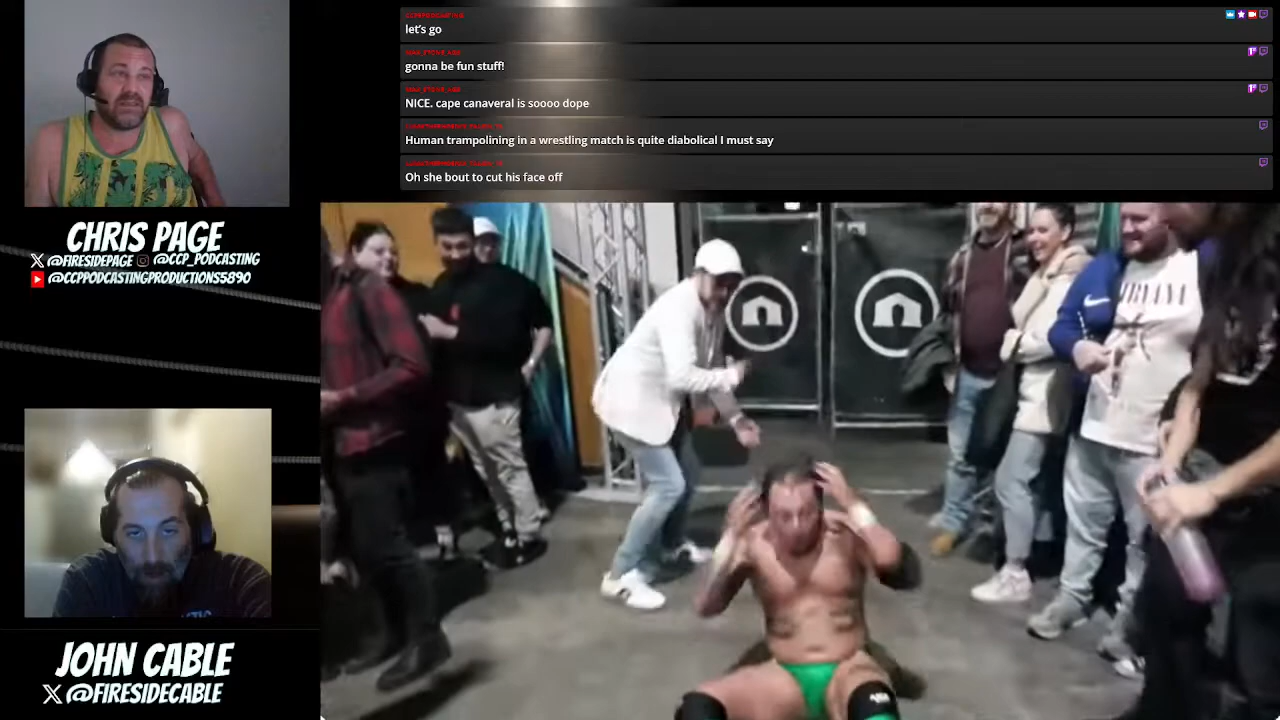 CCPPODCASTING
let's go
gonna be fun stuff!
NICE. cape canaveral is soooo dope
Human trampolining in a wrestling match is quite diabolical I must say
Oh she bout to cut his face off
CHRIS PAGE
@FIRESIDEPAGE @CCP_PODCASTING
@CCPPODCASTINGPRODUCTIONS5890
NIRVANA
JOHN CABLE
@FIRESIDECABLE